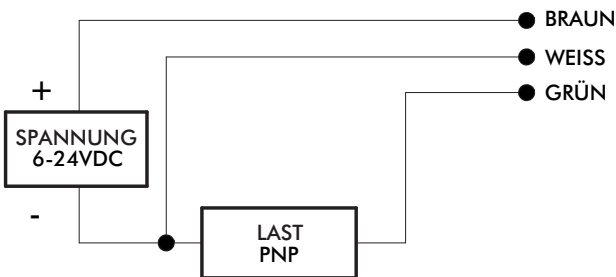 BRAUN
WEISS
GRÜN
+
SPANNUNG
6-24VDC
-
LAST
PNP